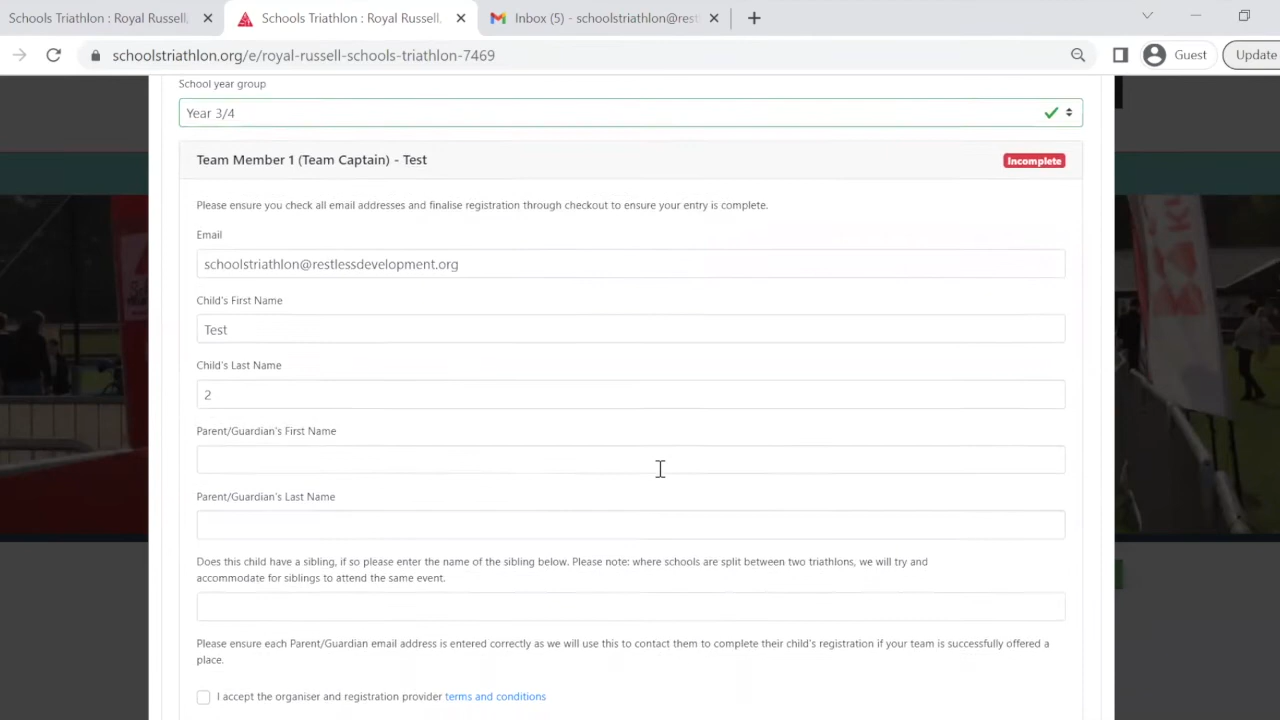 Schools Triathlon : Royal Russell
Schools Triathlon : Royal Russell.
Inbox (5) - schoolstriathlon@rest
schoolstriathlon.org/e/royal-russell-schools-triathlon-7469
Guest
Update
School year group
Year 3/4
Team Member 1 (Team Captain) - Test
Incomplete
Please ensure you check all email addresses and finalise registration through checkout to ensure your entry is complete.
Email
schoolstriathlon@restlessdevelopment.org
Child's First Name
Test
Child's Last Name
2
Parent/Guardian's First Name
Parent/Guardian's Last Name
Does this child have a sibling, if so please enter the name of the sibling below. Please note: where schools are split between two triathlons, we will try and
accommodate for siblings to attend the same event.
Please ensure each Parent/Guardian email address is entered correctly as we will use this to contact them to complete their child's registration if your team is successfully offered a
place.
I accept the organiser and registration provider terms and conditions